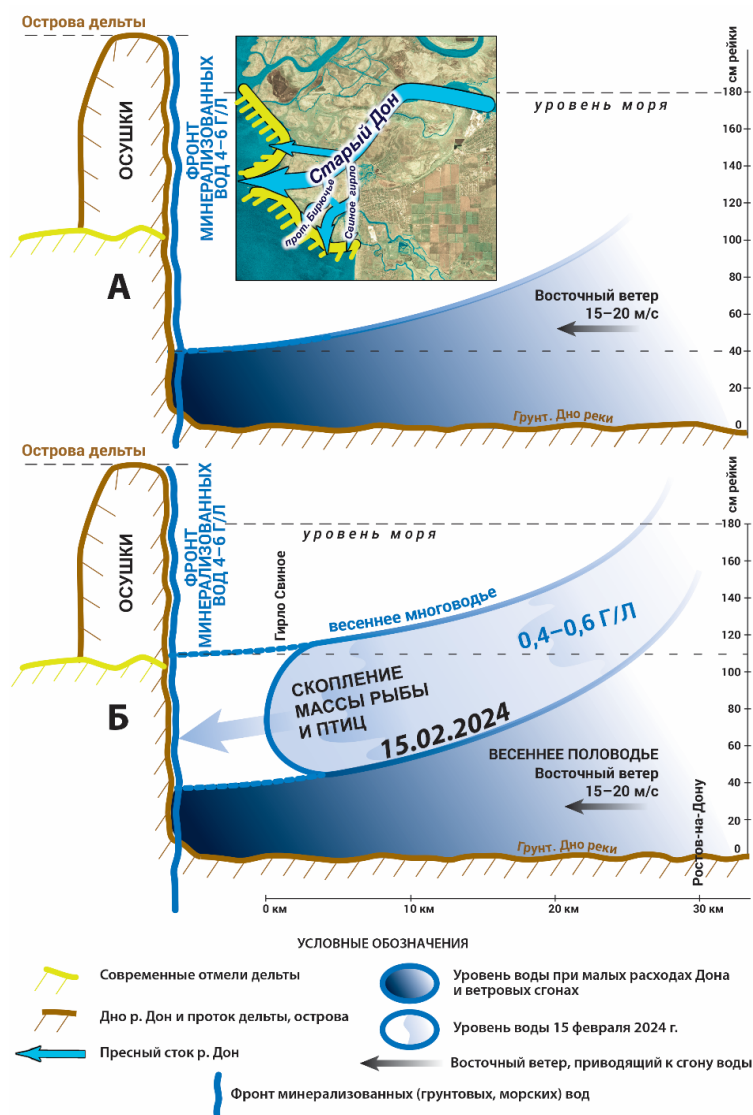 Острова дельты
ОСУШКИ
ФРОНТ
МИНЕРАЛИЗОВАННЫХ
ВОД 4–6 Г/Л
Старый Дон
прот. Бирючье
Свиное гирло
см рейки
180
уровень моря
160
140
120
100
80
60
40
20
0
А
Восточный ветер
15–20 м/с
Грунт. Дно реки
Острова дельты
ОСУШКИ
ФРОНТ
МИНЕРАЛИЗОВАННЫХ
ВОД 4–6 Г/Л
см рейки
180
уровень моря
160
140
120
100
80
60
40
20
0
Гирло Свиное
весеннее многоводье
0,4–0,6 Г/Л
СКОПЛЕНИЕ
МАССЫ РЫБЫ
И ПТИЦ
15.02.2024
Б
ВЕСЕННЕЕ ПОЛОВОДЬЕ
Восточный ветер
15–20 м/с
Ростов-на-Дону
Грунт. Дно реки
0 км
10 км
20 км
30 км
УСЛОВНЫЕ ОБОЗНАЧЕНИЯ
Современные отмели дельты
Дно р. Дон и проток дельты, острова
Пресный сток р. Дон
Уровень воды при малых расходах Дона
и ветровых сгонах
Уровень воды 15 февраля 2024 г.
Восточный ветер, приводящий к сгону воды
Фронт минерализованных (грунтовых, морских) вод